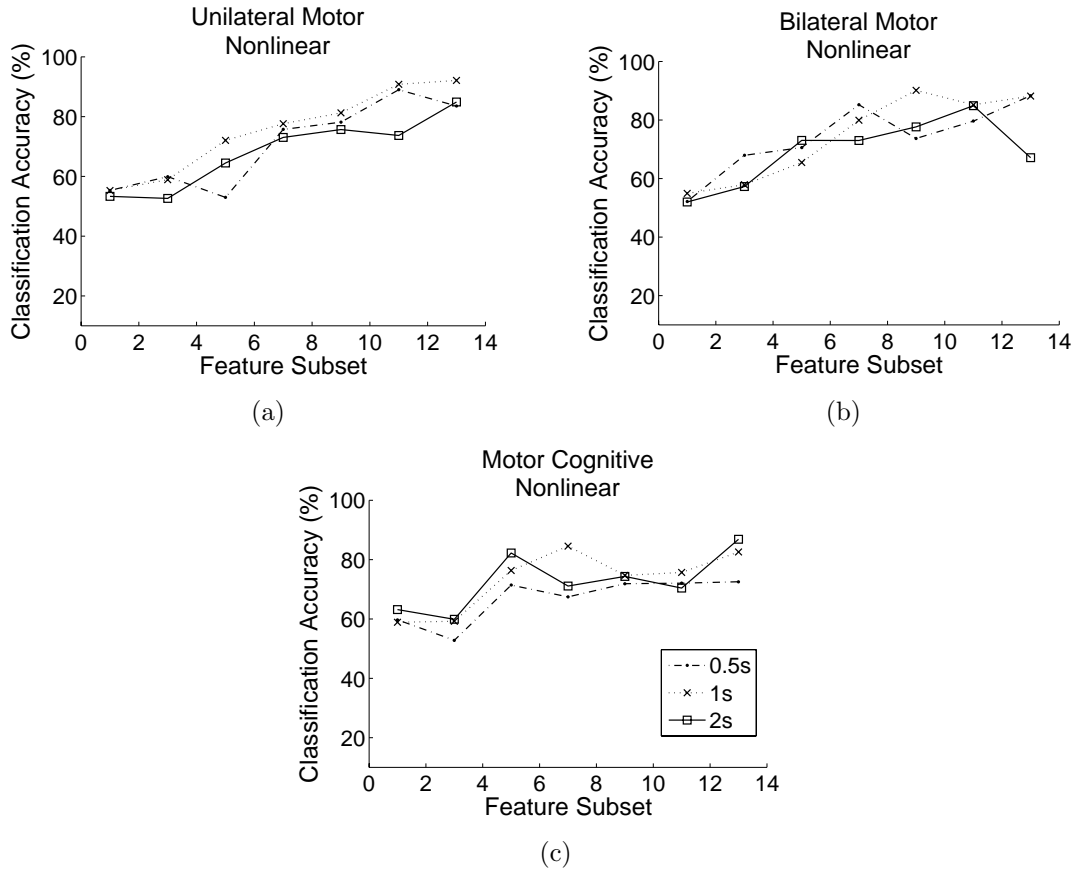 Unilateral Motor
Nonlinear
Classification Accuracy (%)
100
80
60
40
20
0 2 4 6 8 10 12 14
Feature Subset
(a)
Bilateral Motor
Nonlinear
Classification Accuracy (%)
100
80
60
40
20
0 2 4 6 8 10 12 14
Feature Subset
(b)
Motor Cognitive
Nonlinear
Classification Accuracy (%)
100
80
60
40
20
0 2 4 6 8 10 12 14
Feature Subset
0.5s
1s
2s
(c)